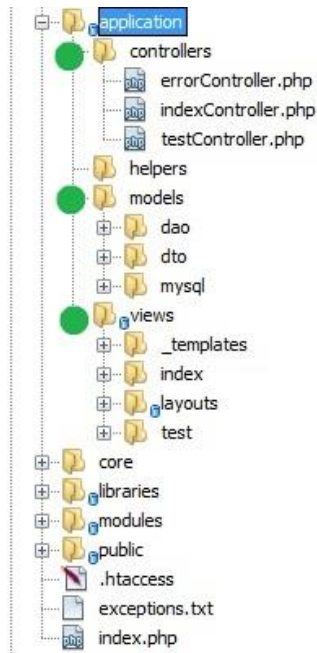 application
controllers
errorController.php
indexController.php
testController.php
helpers
models
dao
dto
mysql
views
_templates
index
layouts
test
core
libraries
modules
public
.htaccess
exceptions.txt
index.php